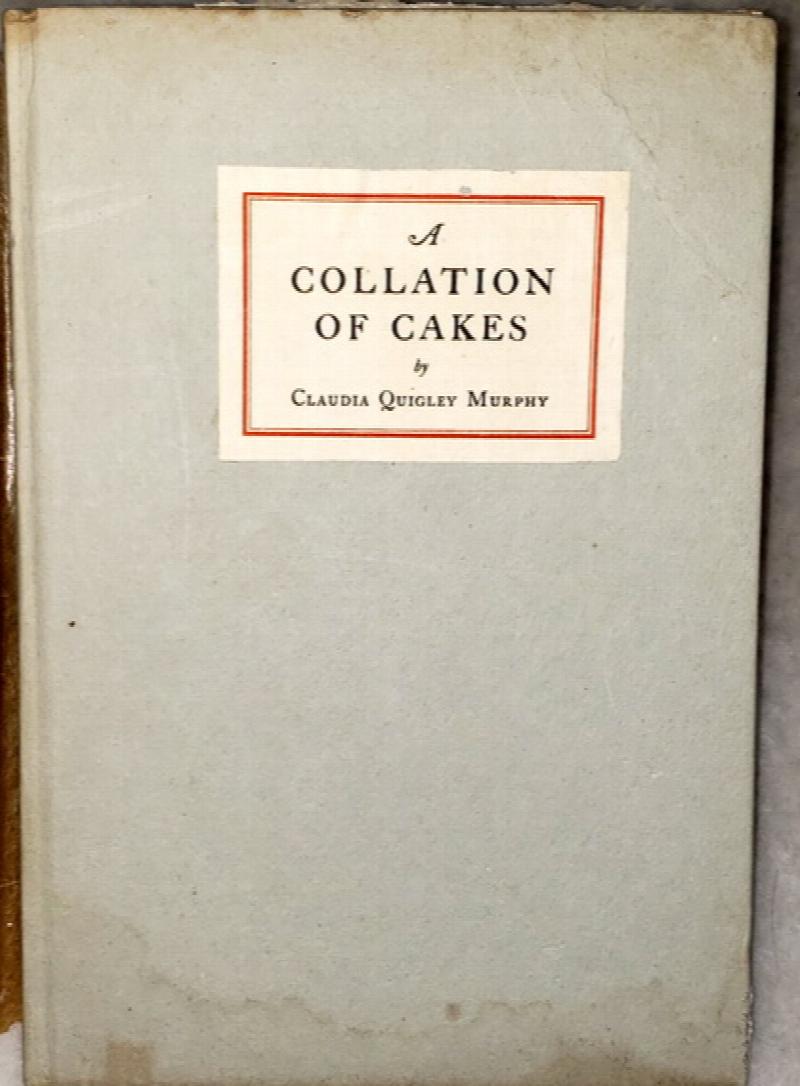 A
COLLATION
OF CAKES
by
CLAUDIA QUIGLEY MURPHY